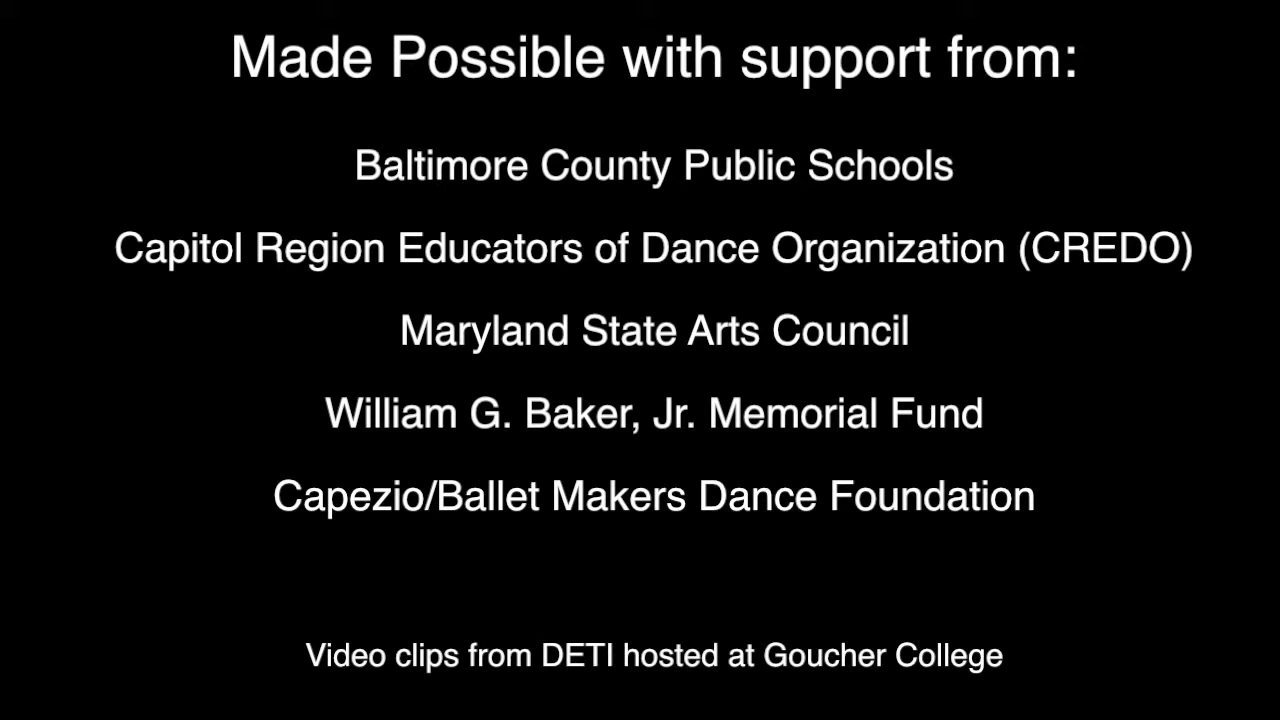 Made Possible with support from:
Baltimore County Public Schools
Capitol Region Educators of Dance Organization (CREDO)
Maryland State Arts Council
William G. Baker, Jr. Memorial Fund
Capezio/Ballet Makers Dance Foundation
Video clips from DETI hosted at Goucher College